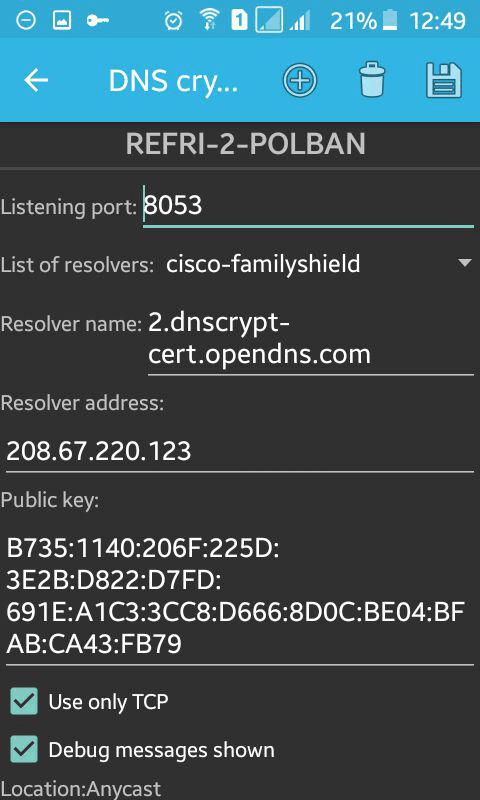 1 21% 12:49
DNS cry...
REFRI-2-POLBAN
Listening port: 8053
List of resolvers: cisco-familyshield
Resolver name: 2.dnscrypt-
cert.opendns.com
Resolver address:
208.67.220.123
Public key:
B735:1140:206F:225D:
3E2B:D822:D7FD:
691E:A1C3:3CC8:D666:8D0C:BE04:BF
AB:CA43:FB79
Use only TCP
Debug messages shown
Location:Anycast